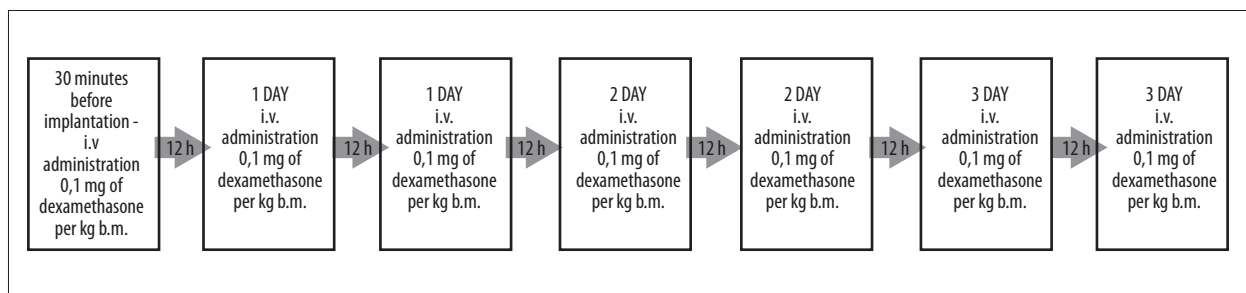 30 minutes
before
implantation -
i.v
administration
0,1 mg of
dexamethasone
per kg b.m.
12 h
1 DAY
i.v.
administration
0,1 mg of
dexamethasone
per kg b.m.
12 h
1 DAY
i.v.
administration
0,1 mg of
dexamethasone
per kg b.m.
12 h
2 DAY
i.v.
administration
0,1 mg of
dexamethasone
per kg b.m.
12 h
2 DAY
i.v.
administration
0,1 mg of
dexamethasone
per kg b.m.
12 h
3 DAY
i.v.
administration
0,1 mg of
dexamethasone
per kg b.m.
12 h
3 DAY
i.v.
administration
0,1 mg of
dexamethasone
per kg b.m.